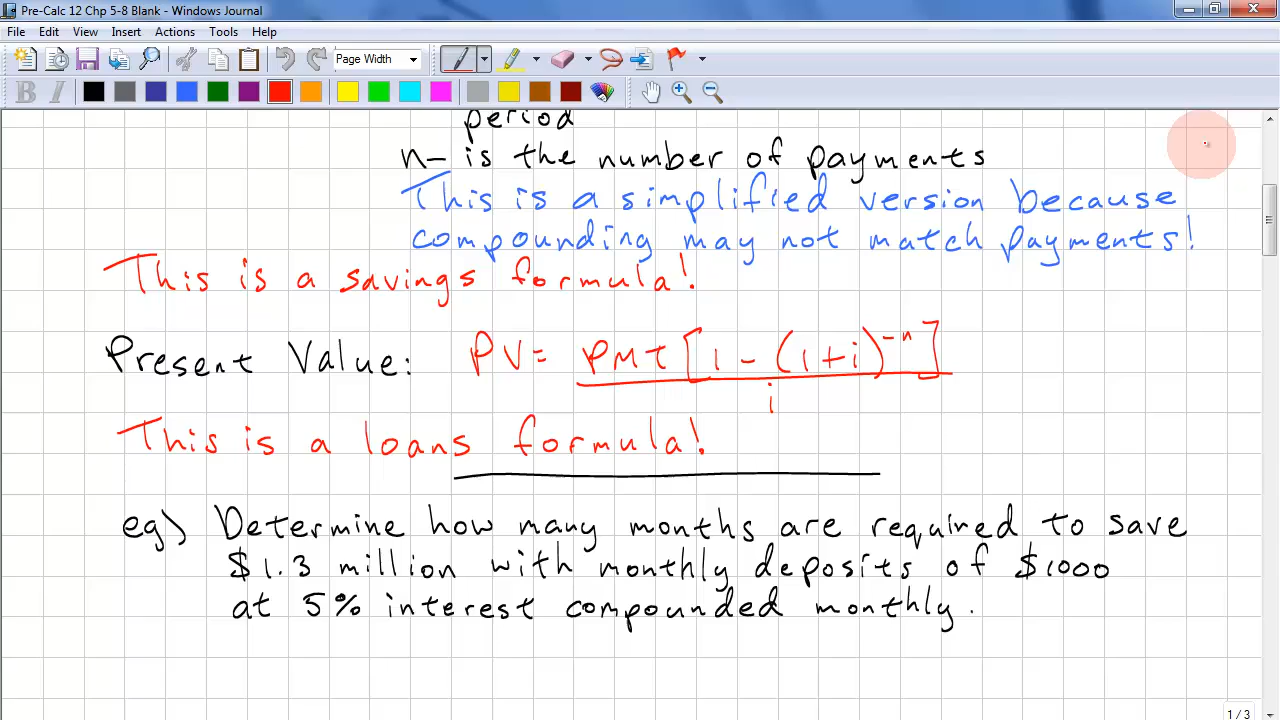 Pre-Calc 12 Chp 5-8 Blank - Windows Journal
File Edit View Insert Actions Tools Help
Page Width
B I
period
n- is the number of payments
This is a simplified version because
compounding may not match payments!
This is a savings formula!
Present Value: PV= PMT[1-(1+i)^-n]
i
This is a loans formula!
eg) Determine how many months are required to save
$1.3 million with monthly deposits of $1000
at 5% interest compounded monthly.
1/3